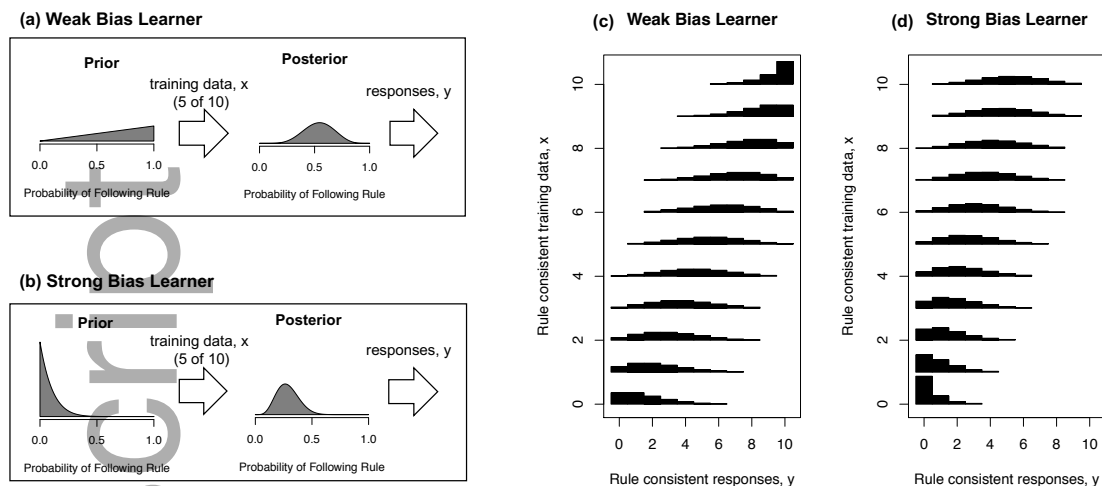 (a) Weak Bias Learner
Prior
training data, x
(5 of 10)
Posterior
responses, y
0.0 0.5 1.0
Probability of Following Rule
0.0 0.5 1.0
Probability of Following Rule
(b) Strong Bias Learner
Prior
training data, x
(5 of 10)
Posterior
responses, y
0.0 0.5 1.0
Probability of Following Rule
0.0 0.5 1.0
Probability of Following Rule
(c) Weak Bias Learner
Rule consistent training data, x
10
8
6
4
2
0
0 2 4 6 8 10
Rule consistent responses, y
(d) Strong Bias Learner
Rule consistent training data, x
10
8
6
4
2
0
0 2 4 6 8 10
Rule consistent responses, y